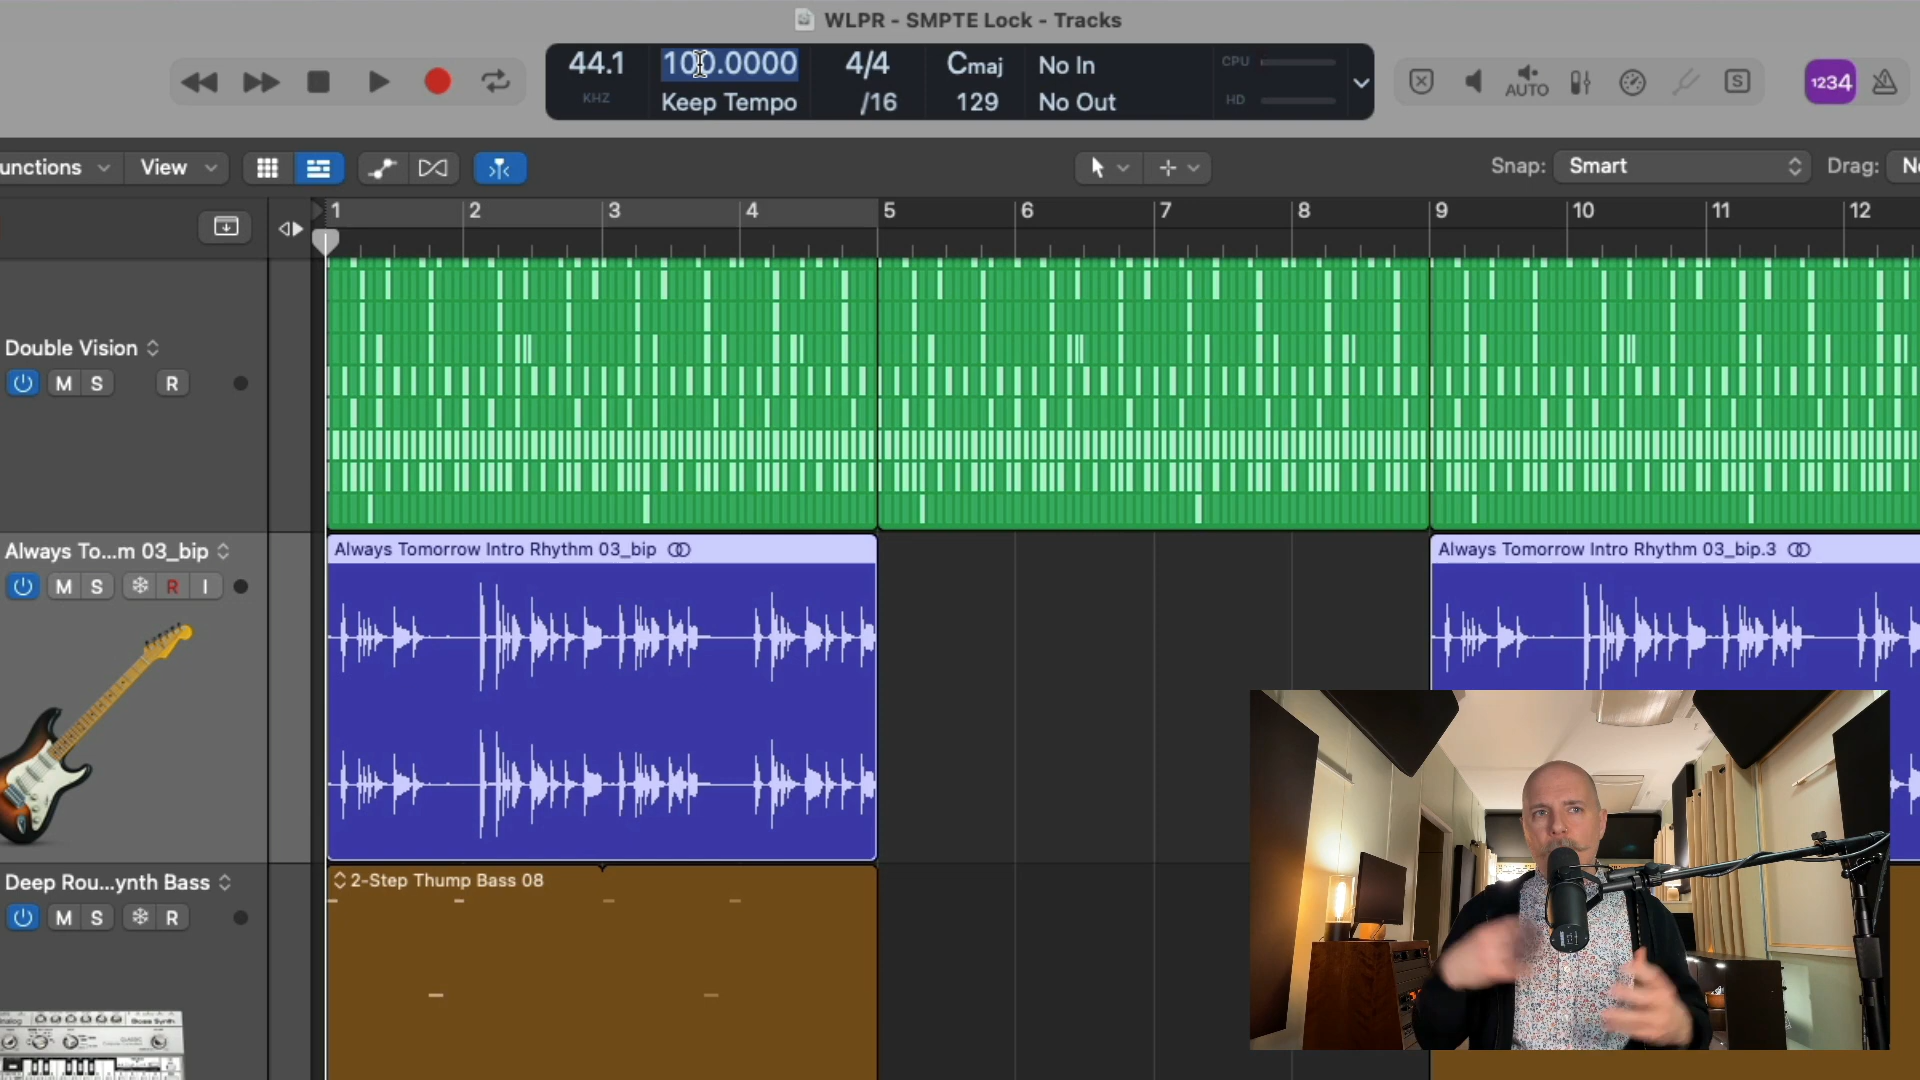 WLPR - SMPTE Lock - Tracks
44.1 100.0000 4/4 Cmaj No In CPU
KHZ Keep Tempo /16 129 No Out HD
AUTO S 1234
unctions View Snap: Smart Drag: No
1 2 3 4 5 6 7 8 9 10 11 12
Double Vision
M S R
Always To...m 03_bip
M S R I
Always Tomorrow Intro Rhythm 03_bip
Always Tomorrow Intro Rhythm 03_bip.3
Deep Rou...ynth Bass
M S R
2-Step Thump Bass 08